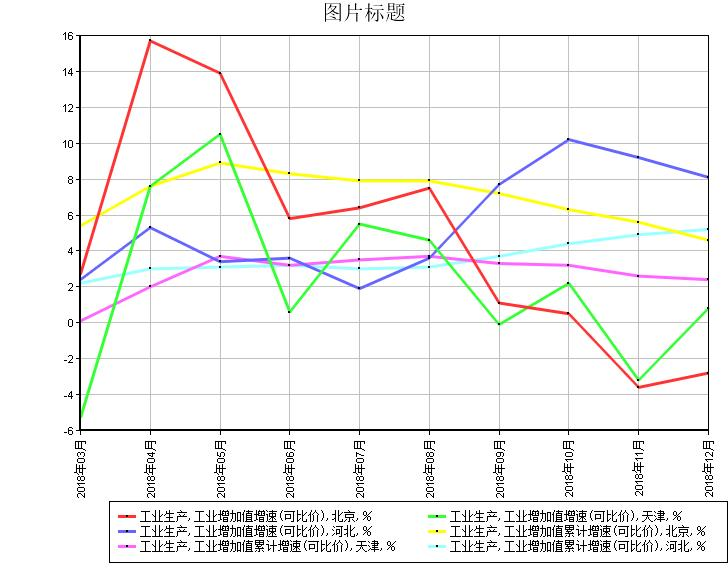 图片标题
16
14
12
10
8
6
4
2
0
-2
-4
-6
2018年03月
2018年04月
2018年05月
2018年06月
2018年07月
2018年08月
2018年09月
2018年10月
2018年11月
2018年12月
工业生产, 工业增加值增速(可比价), 北京, %
工业生产, 工业增加值增速(可比价), 天津, %
工业生产, 工业增加值增速(可比价), 河北, %
工业生产, 工业增加值累计增速(可比价), 北京, %
工业生产, 工业增加值累计增速(可比价), 天津, %
工业生产, 工业增加值累计增速(可比价), 河北, %